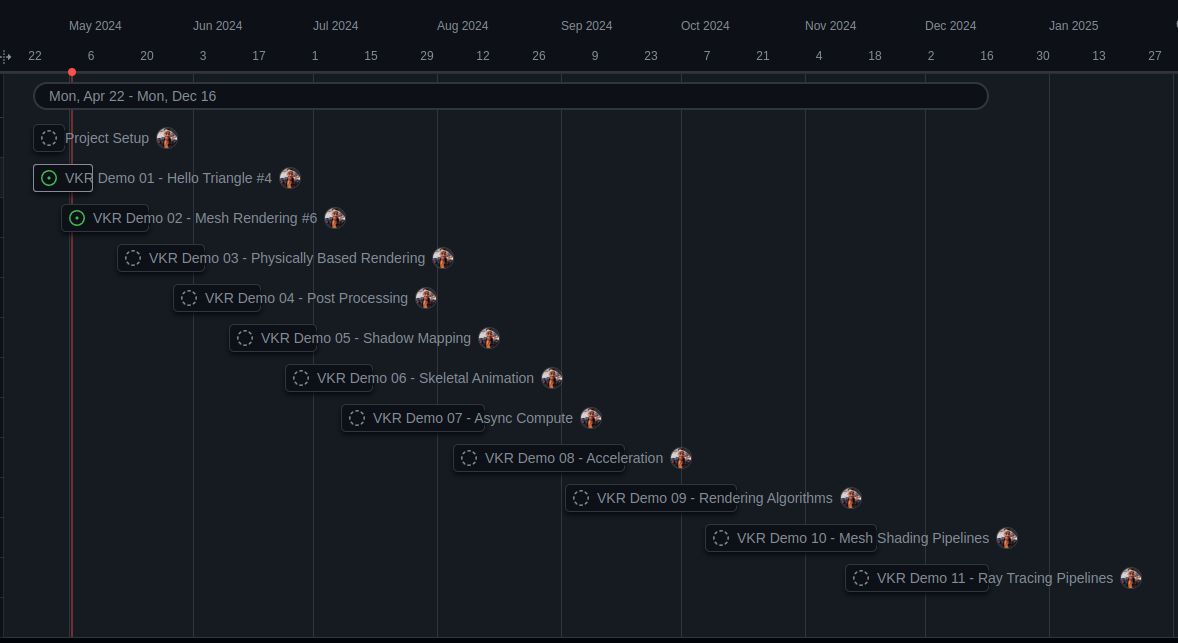 May 2024 Jun 2024 Jul 2024 Aug 2024 Sep 2024 Oct 2024 Nov 2024 Dec 2024 Jan 2025
22 6 20 3 17 1 15 29 12 26 9 23 7 21 4 18 2 16 30 13 27
Mon, Apr 22 - Mon, Dec 16
Project Setup
VKR Demo 01 - Hello Triangle #4
VKR Demo 02 - Mesh Rendering #6
VKR Demo 03 - Physically Based Rendering
VKR Demo 04 - Post Processing
VKR Demo 05 - Shadow Mapping
VKR Demo 06 - Skeletal Animation
VKR Demo 07 - Async Compute
VKR Demo 08 - Acceleration
VKR Demo 09 - Rendering Algorithms
VKR Demo 10 - Mesh Shading Pipelines
VKR Demo 11 - Ray Tracing Pipelines